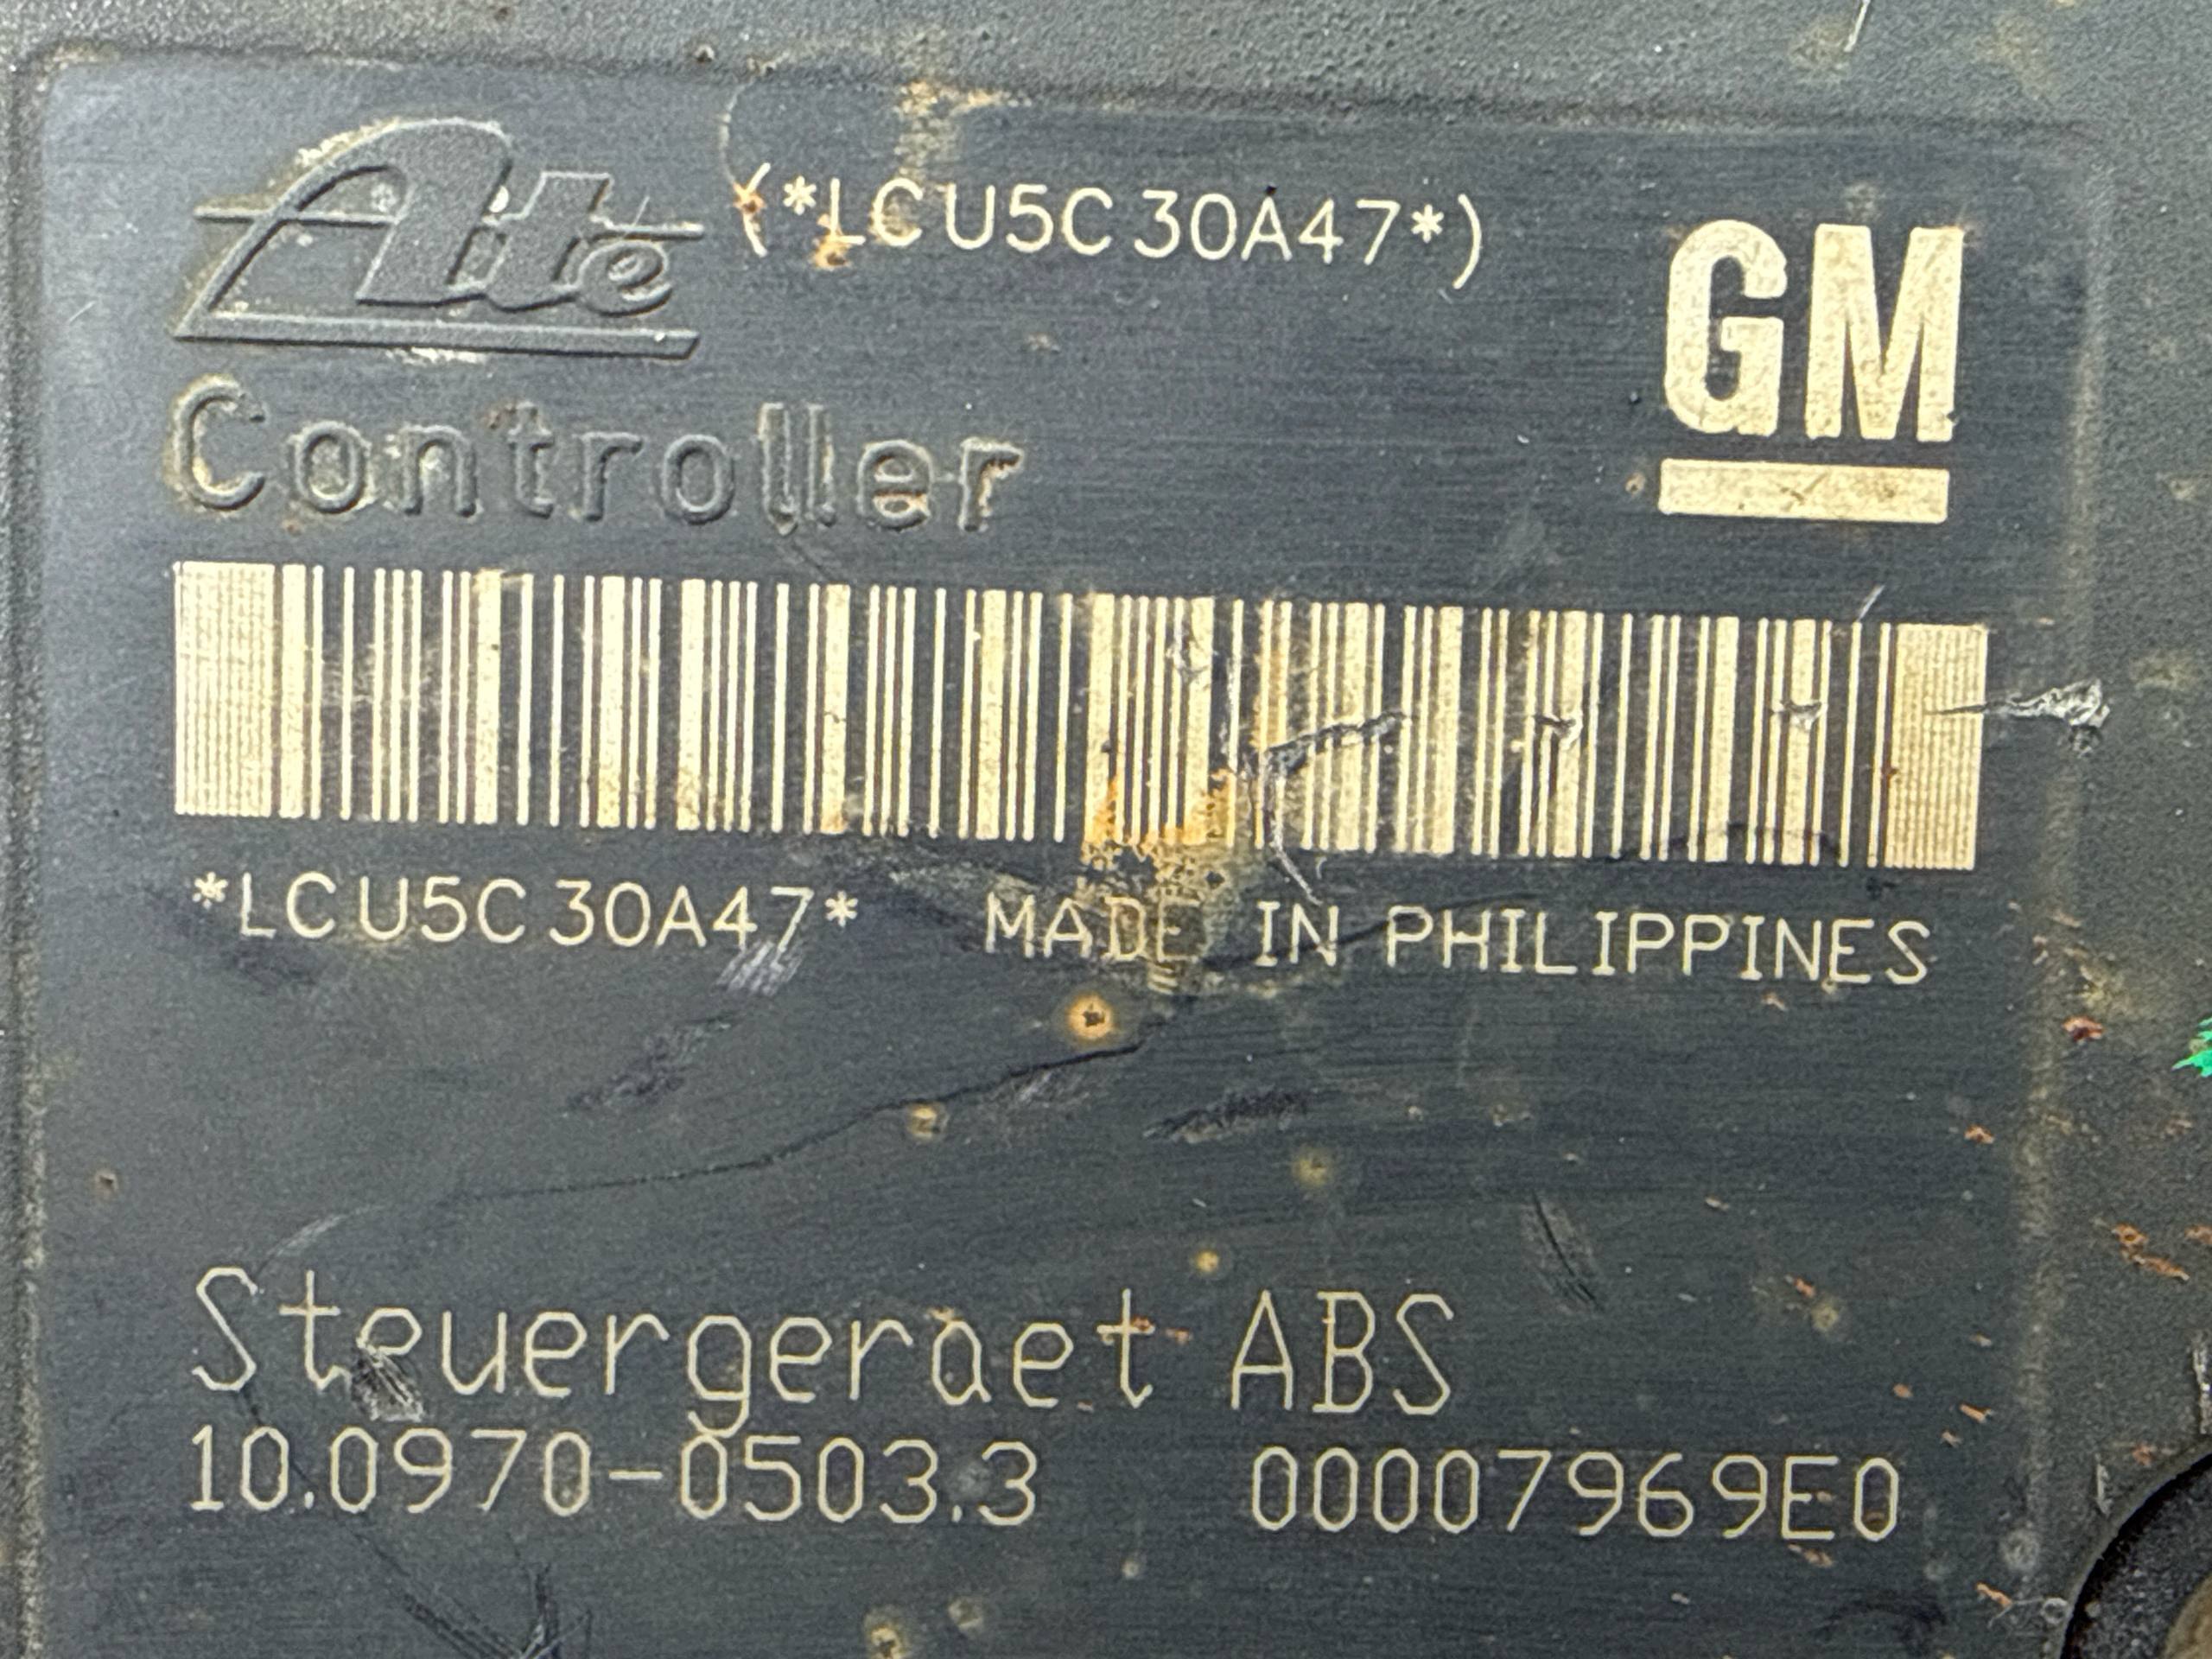 Ate (*LCU5C30A47*) GM
Controller
*LCU5C30A47* MADE IN PHILIPPINES
Steuergeraet ABS
10.0970-0503.3 00007969E0